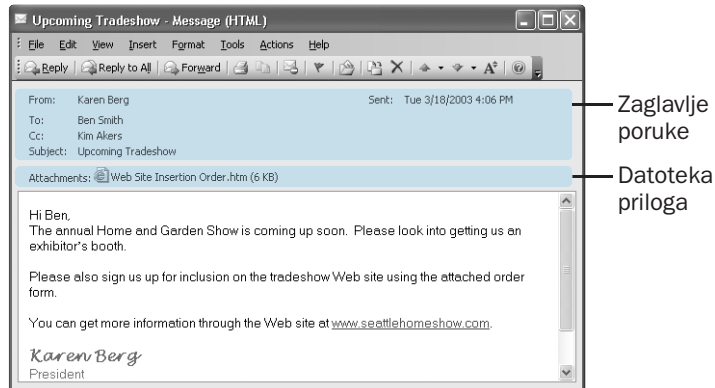 Upcoming Tradeshow - Message (HTML)
File Edit View Insert Format Tools Actions Help
Reply Reply to All Forward
From: Karen Berg Sent: Tue 3/18/2003 4:06 PM
To: Ben Smith
Cc: Kim Akers
Subject: Upcoming Tradeshow
Attachments: Web Site Insertion Order.htm (6 KB)
Hi Ben,
The annual Home and Garden Show is coming up soon. Please look into getting us an
exhibitor's booth.
Please also sign us up for inclusion on the tradeshow Web site using the attached order
form.
You can get more information through the Web site at www.seattlehomeshow.com.
Karen Berg
President
Zaglavlje
poruke
Datoteka
priloga